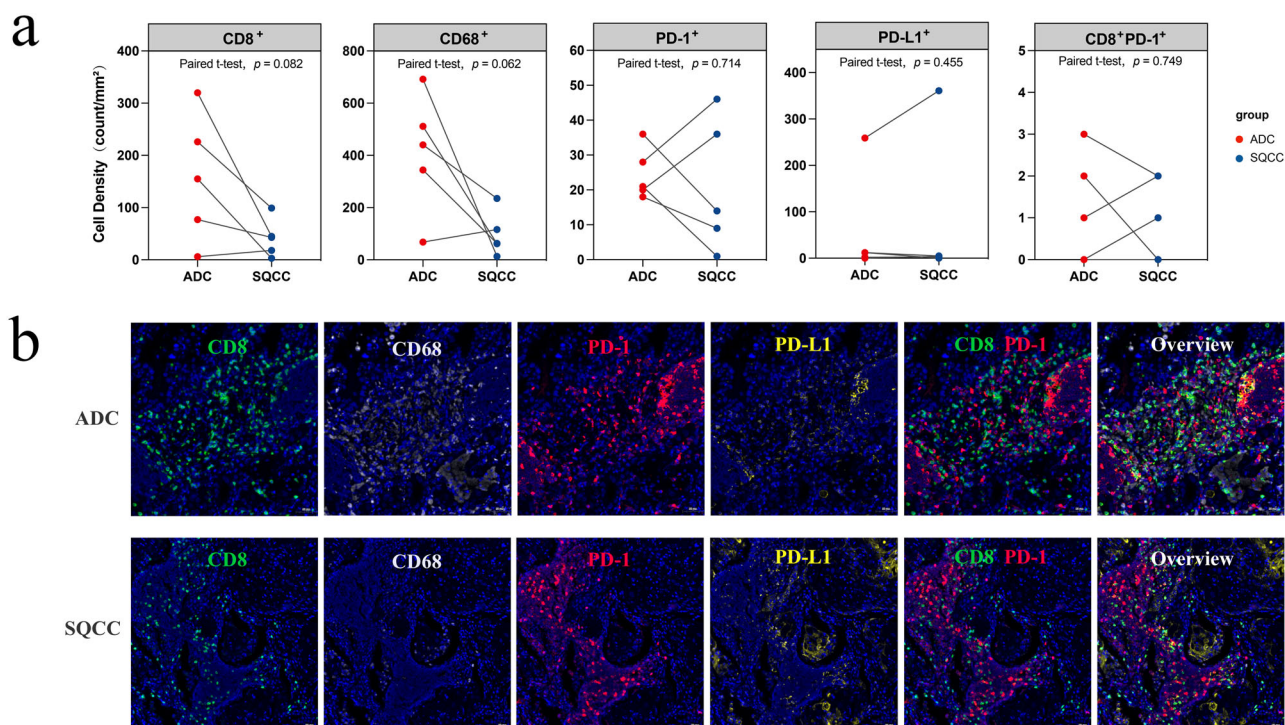 a
CD8+
CD68+
PD-1+
PD-L1+
CD8+PD-1+
Cell Density (count/mm²)
400
300
200
100
0
Paired t-test, p = 0.082
ADC SQCC
800
600
400
200
0
Paired t-test, p = 0.062
ADC SQCC
60
50
40
30
20
10
0
Paired t-test, p = 0.714
ADC SQCC
400
300
200
100
0
Paired t-test, p = 0.455
ADC SQCC
5
4
3
2
1
0
Paired t-test, p = 0.749
ADC SQCC
group
ADC
SQCC
b
ADC
CD8
CD68
PD-1
PD-L1
CD8 PD-1
Overview
SQCC
CD8
CD68
PD-1
PD-L1
CD8 PD-1
Overview